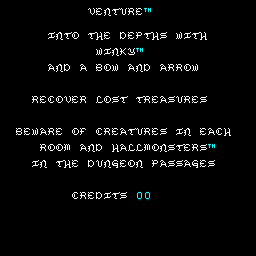 VENTURE™
INTO THE DEPTHS WITH
WINKY™
AND A BOW AND ARROW
RECOVER LOST TREASURES
BEWARE OF CREATURES IN EACH
ROOM AND HALLMONSTERS™
IN THE DUNGEON PASSAGES
CREDITS 00